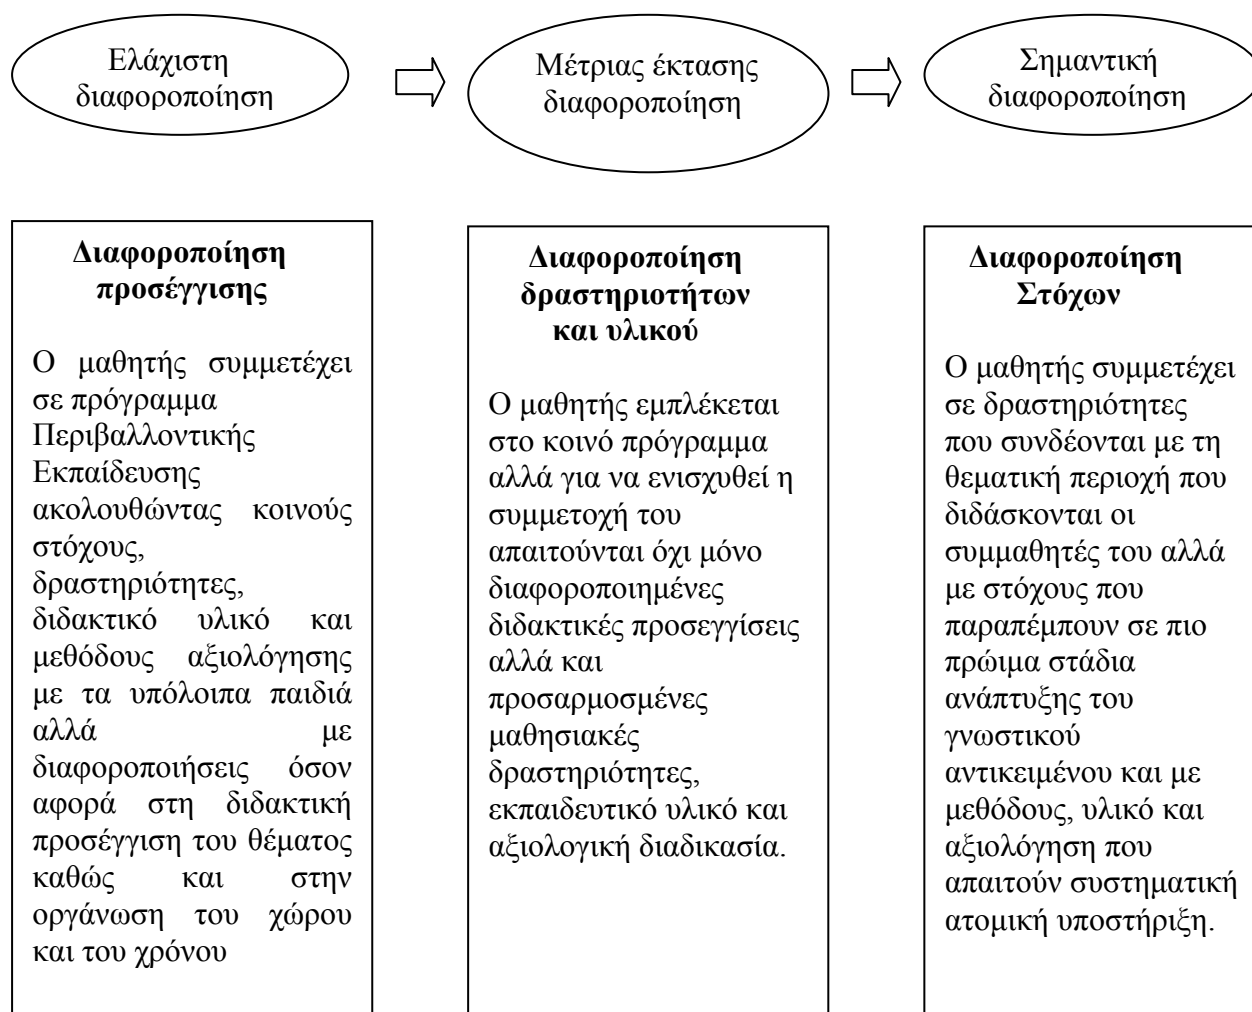 Ελάχιστη
διαφοροποίηση
Μέτριας έκτασης
διαφοροποίηση
Σημαντική
διαφοροποίηση
Διαφοροποίηση
προσέγγισης
Ο μαθητής συμμετέχει
σε πρόγραμμα
Περιβαλλοντικής
Εκπαίδευσης
ακολουθώντας κοινούς
στόχους,
δραστηριότητες,
διδακτικό υλικό και
μεθόδους αξιολόγησης
με τα υπόλοιπα παιδιά
αλλά με
διαφοροποιήσεις όσον
αφορά στη διδακτική
προσέγγιση του θέματος
καθώς και στην
οργάνωση του χώρου
και του χρόνου
Διαφοροποίηση
δραστηριοτήτων
και υλικού
Ο μαθητής εμπλέκεται
στο κοινό πρόγραμμα
αλλά για να ενισχυθεί η
συμμετοχή του
απαιτούνται όχι μόνο
διαφοροποιημένες
διδακτικές προσεγγίσεις
αλλά και
προσαρμοσμένες
μαθησιακές
δραστηριότητες,
εκπαιδευτικό υλικό και
αξιολογική διαδικασία.
Διαφοροποίηση
Στόχων
Ο μαθητής συμμετέχει
σε δραστηριότητες
που συνδέονται με τη
θεματική περιοχή που
διδάσκονται οι
συμμαθητές του αλλά
με στόχους που
παραπέμπουν σε πιο
πρώιμα στάδια
ανάπτυξης του
γνωστικού
αντικειμένου και με
μεθόδους, υλικό και
αξιολόγηση που
απαιτούν συστηματική
ατομική υποστήριξη.